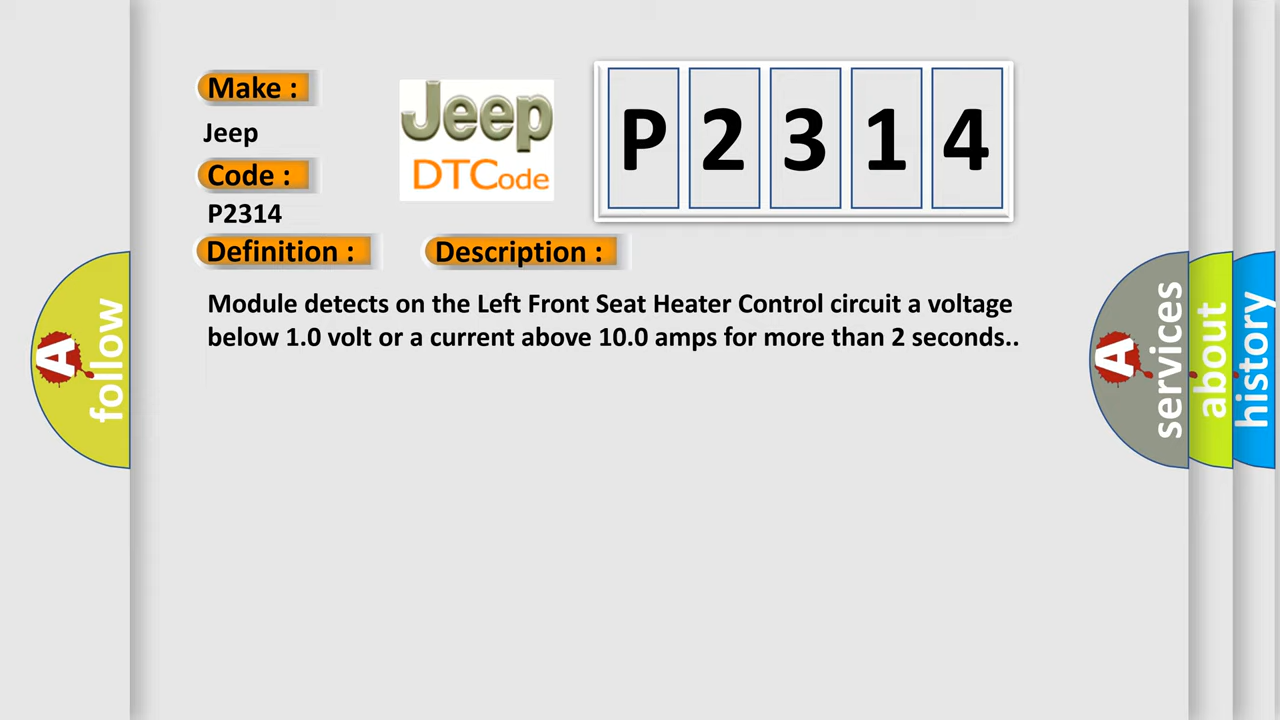 Make :
Jeep
Code :
P2314
Definition :
Description :
Module detects on the Left Front Seat Heater Control circuit a voltage
below 1.0 volt or a current above 10.0 amps for more than 2 seconds..
Jeep
DTCode
P 2 3 1 4
A follow
A services
about
history